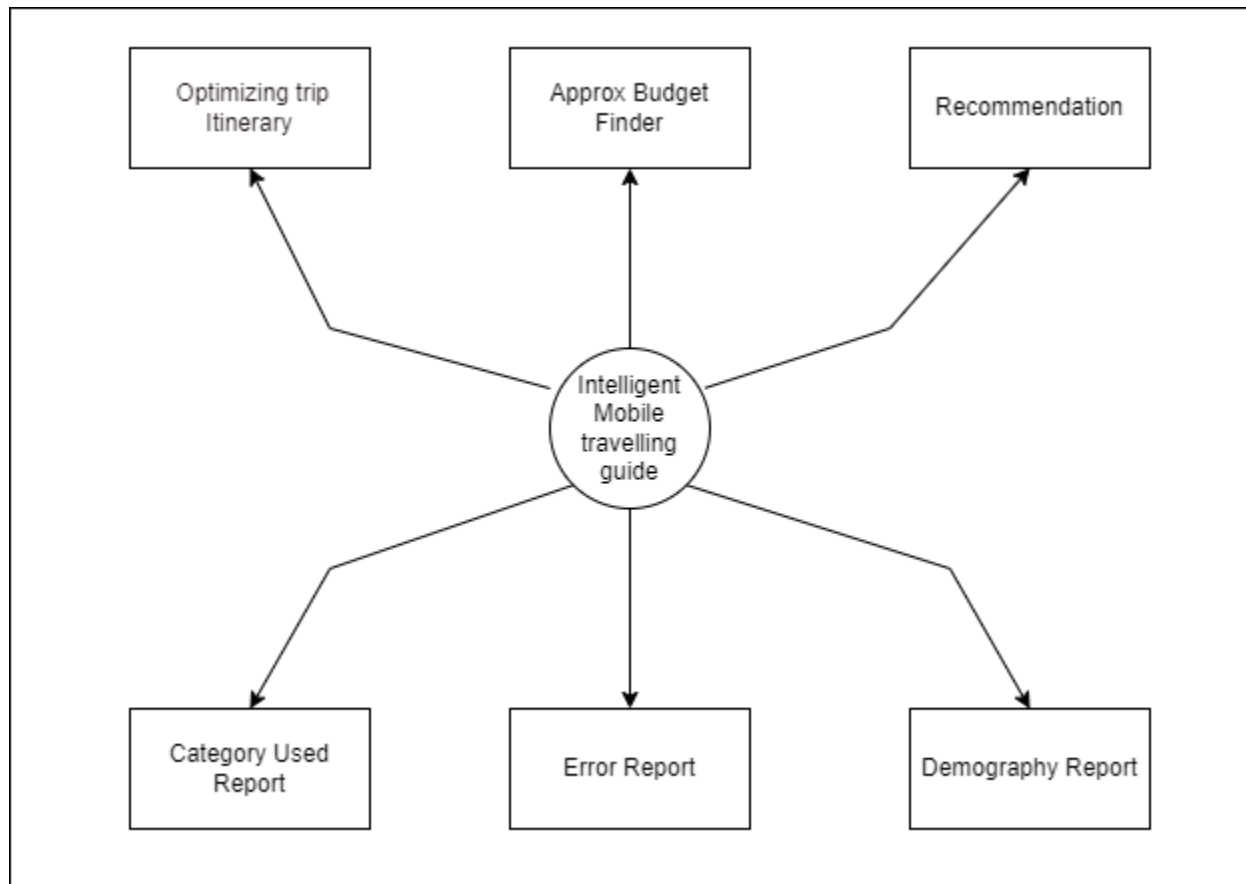 Optimizing trip
Itinerary
Approx Budget
Finder
Recommendation
Intelligent
Mobile
travelling
guide
Category Used
Report
Error Report
Demography Report